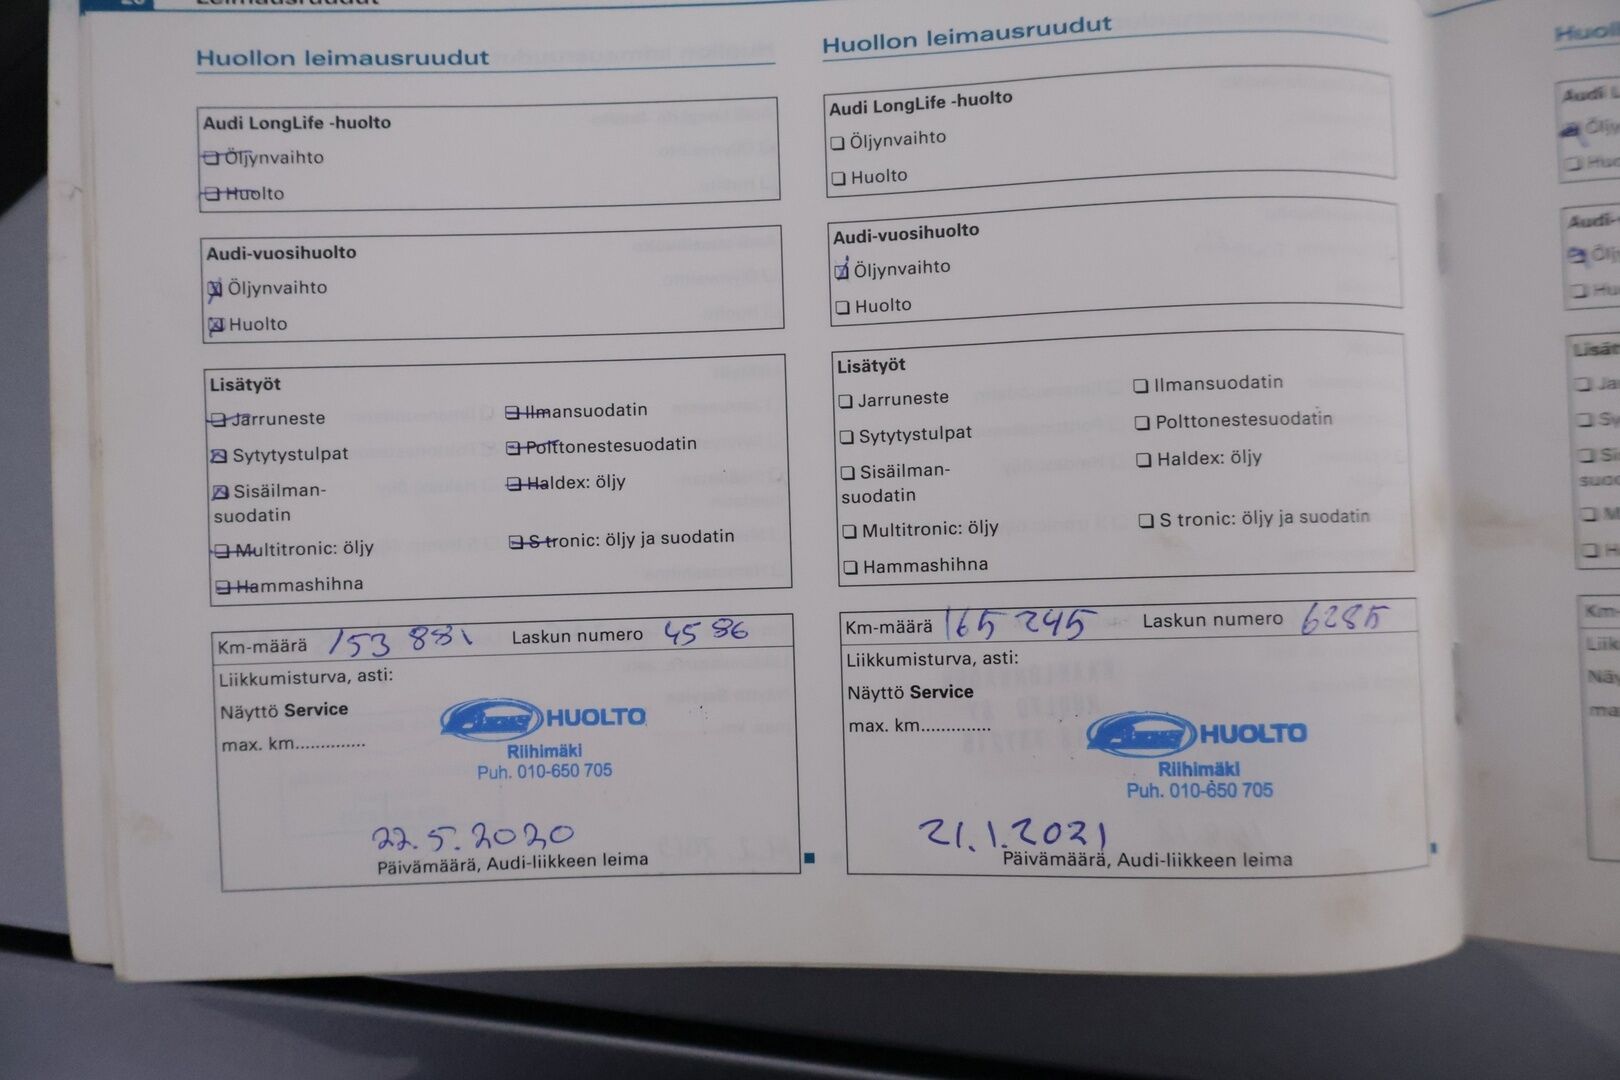 20 Leimausruudut
Huollon leimausruudut
Audi LongLife -huolto
Öljynvaihto
Huolto
Audi-vuosihuolto
Öljynvaihto
Huolto
Lisätyöt
Jarruneste
Ilmansuodatin
Sytytystulpat
Polttonestesuodatin
Sisäilman-
suodatin
Haldex: öljy
Multitronic: öljy
S tronic: öljy ja suodatin
Hammashihna
Km-määrä 153 881 Laskun numero 4586
Liikkumisturva, asti:
Näyttö Service
max. km..............
HUOLTO
Riihimäki
Puh. 010-650 705
22.5.2020
Päivämäärä, Audi-liikkeen leima
Huollon leimausruudut
Audi LongLife -huolto
Öljynvaihto
Huolto
Audi-vuosihuolto
Öljynvaihto
Huolto
Lisätyöt
Jarruneste
Ilmansuodatin
Sytytystulpat
Polttonestesuodatin
Sisäilman-
suodatin
Haldex: öljy
Multitronic: öljy
S tronic: öljy ja suodatin
Hammashihna
Km-määrä 165 245 Laskun numero 6285
Liikkumisturva, asti:
Näyttö Service
max. km..............
HUOLTO
Riihimäki
Puh. 010-650 705
21.1.2021
Päivämäärä, Audi-liikkeen leima